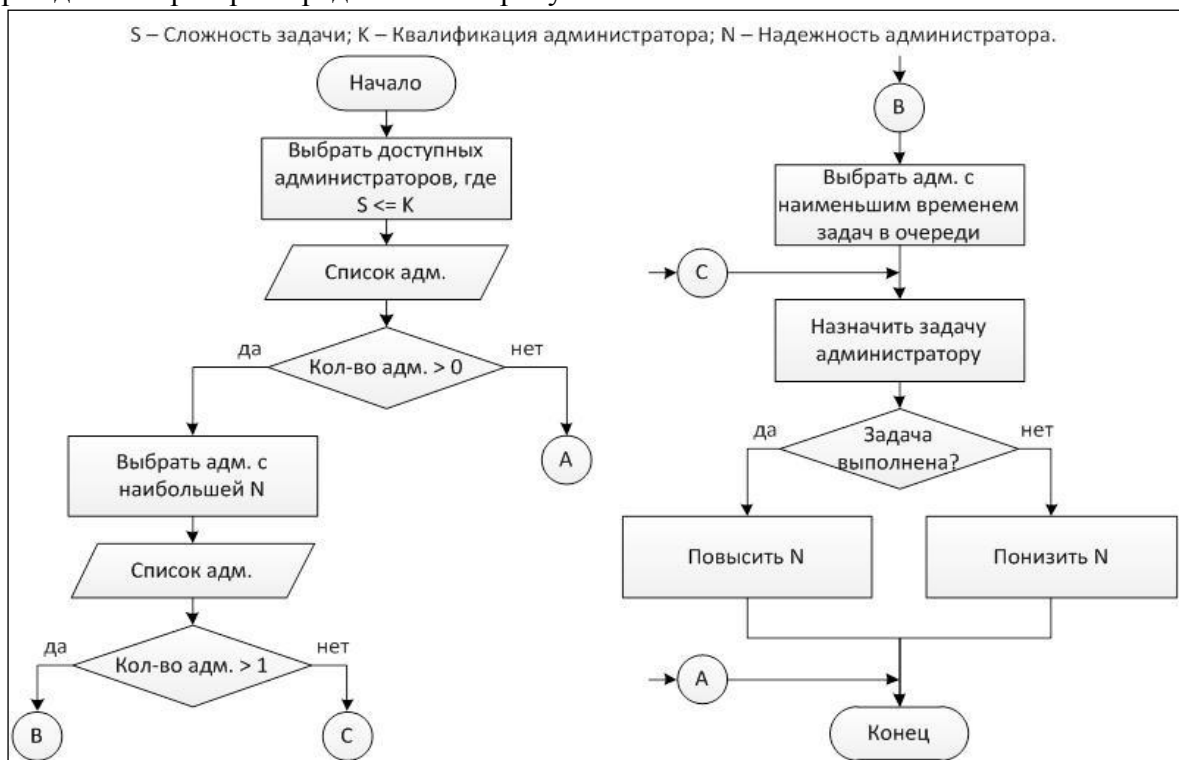 S – Сложность задачи; K – Квалификация администратора; N – Надежность администратора.
Начало
Выбрать доступных
администраторов, где
S <= K
Список адм.
да
Кол-во адм. > 0
нет
A
Выбрать адм. с
наибольшей N
Список адм.
да
Кол-во адм. > 1
нет
B
C
B
Выбрать адм. с
наименьшим временем
задач в очереди
C
Назначить задачу
администратору
да
Задача
выполнена?
нет
Повысить N
Понизить N
A
Конец